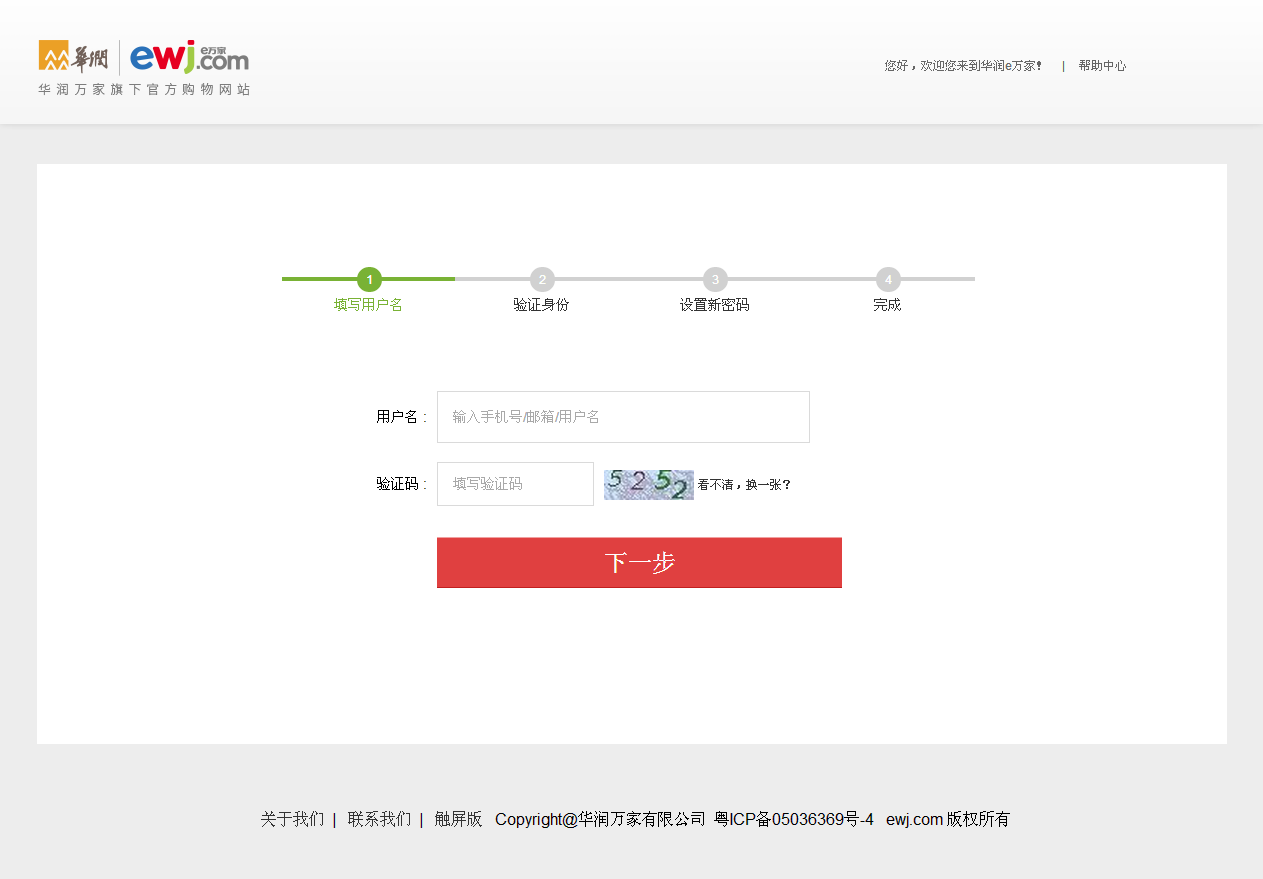 華潤 ewj.com e万家
华润万家旗下官方购物网站
您好，欢迎您来到华润e万家！ | 帮助中心
1 2 3 4
填写用户名 验证身份 设置新密码 完成
用户名： 输入手机号/邮箱/用户名
验证码： 填写验证码 5252 看不清，换一张？
下一步
关于我们 | 联系我们 | 触屏版 Copyright@华润万家有限公司 粤ICP备05036369号-4 ewj.com 版权所有